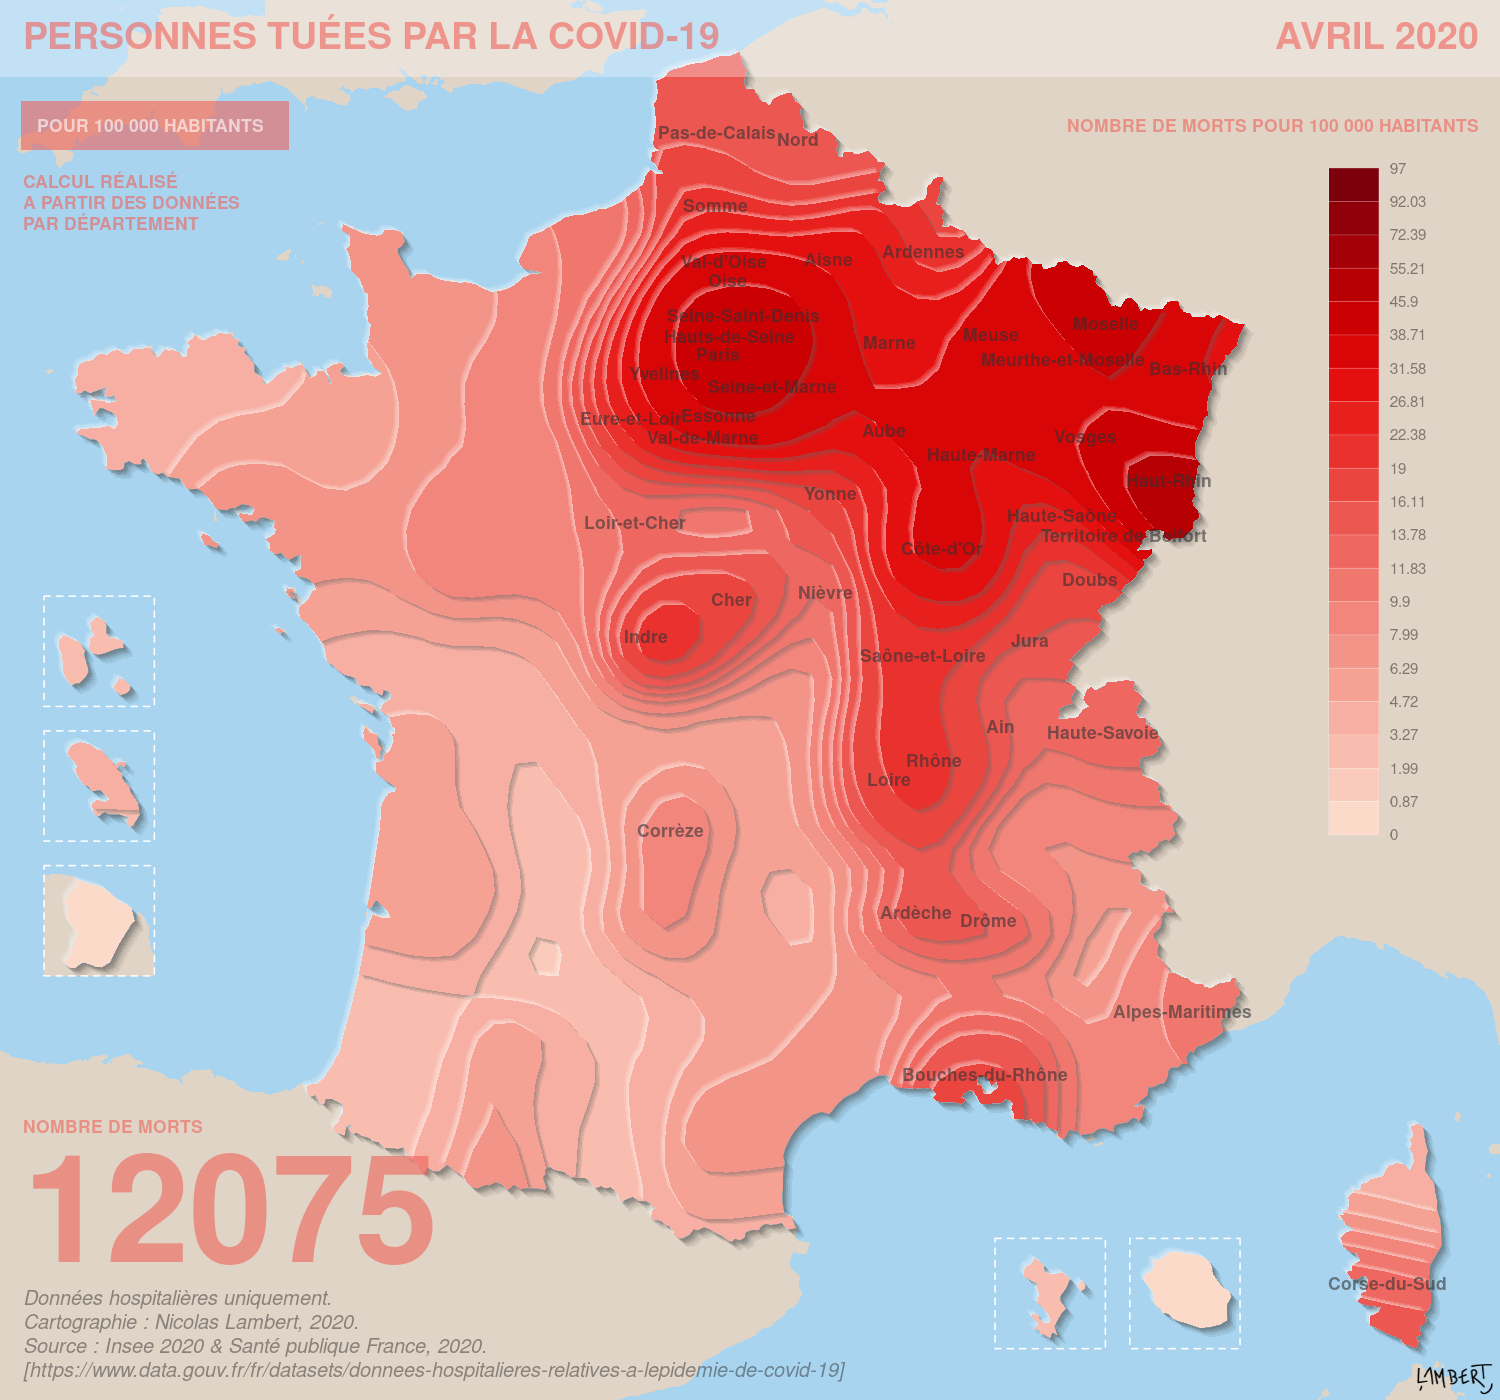 PERSONNES TUÉES PAR LA COVID-19
AVRIL 2020
POUR 100 000 HABITANTS
CALCUL RÉALISÉ
A PARTIR DES DONNÉES
PAR DÉPARTEMENT
NOMBRE DE MORTS POUR 100 000 HABITANTS
97
92.03
72.39
55.21
45.9
38.71
31.58
26.81
22.38
19
16.11
13.78
11.83
9.9
7.99
6.29
4.72
3.27
1.99
0.87
0
Pas-de-Calais
Nord
Somme
Ardennes
Val-d'Oise
Aisne
Oise
Seine-Saint-Denis
Moselle
Hauts-de-Seine
Meuse
Marne
Paris
Meurthe-et-Moselle
Bas-Rhin
Yvelines
Seine-et-Marne
Eure-et-Loir
Essonne
Val-de-Marne
Aube
Vosges
Haute-Marne
Haut-Rhin
Yonne
Loir-et-Cher
Haute-Saône
Territoire de Belfort
Côte-d'Or
Doubs
Nièvre
Cher
Indre
Jura
Saône-et-Loire
Ain
Haute-Savoie
Rhône
Loire
Corrèze
Ardèche
Drôme
Alpes-Maritimes
Bouches-du-Rhône
Corse-du-Sud
NOMBRE DE MORTS
12075
Données hospitalières uniquement.
Cartographie : Nicolas Lambert, 2020.
Source : Insee 2020 & Santé publique France, 2020.
[https://www.data.gouv.fr/fr/datasets/donnees-hospitalieres-relatives-a-lepidemie-de-covid-19]
LAMBERT